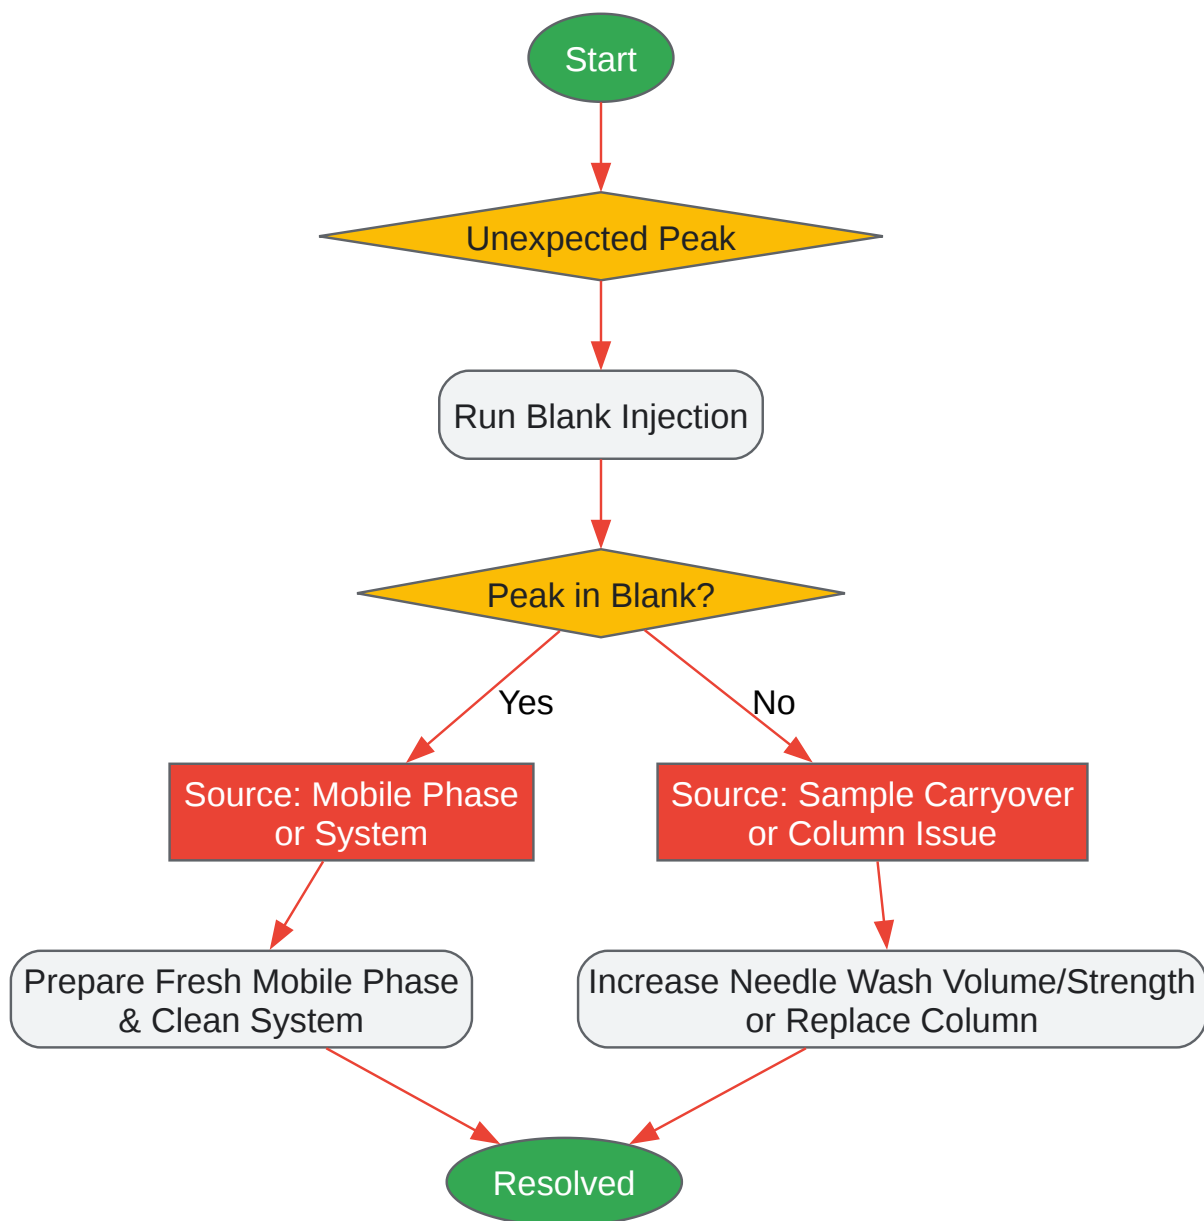 Start
Unexpected Peak
Run Blank Injection
Peak in Blank?
Yes
No
Source: Mobile Phase
or System
Source: Sample Carryover
or Column Issue
Prepare Fresh Mobile Phase
& Clean System
Increase Needle Wash Volume/Strength
or Replace Column
Resolved